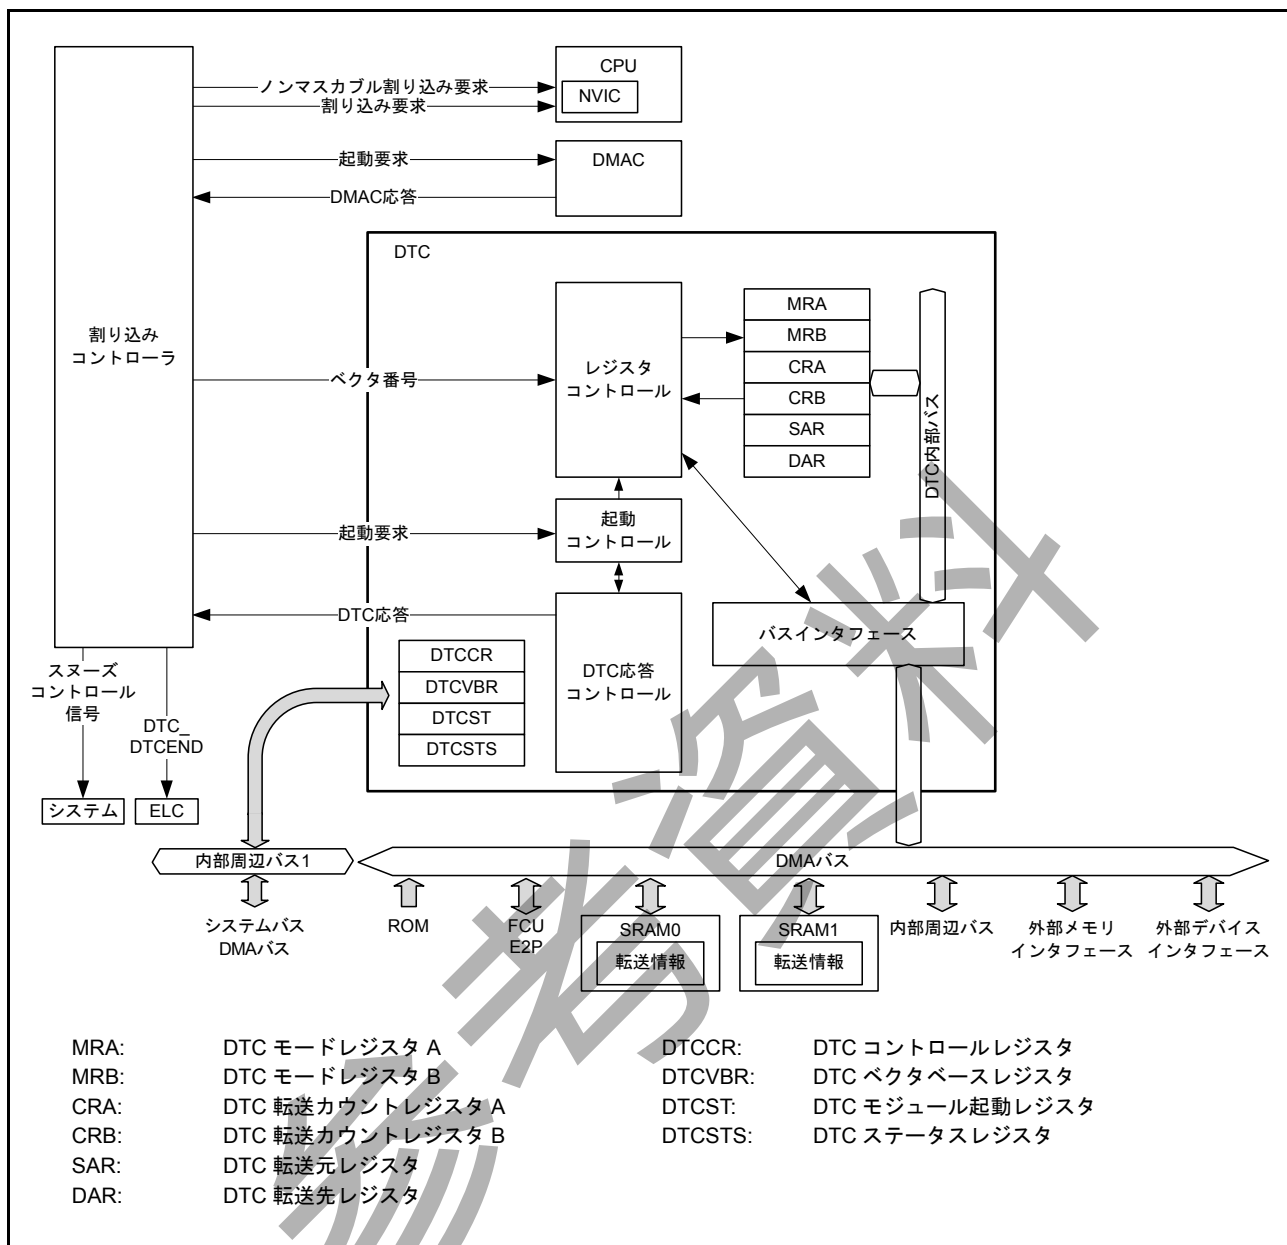 CPU
NVIC
ノンマスカブル割り込み要求
割り込み要求
起動要求
DMAC
DMAC応答
DTC
割り込み
コントローラ
ベクタ番号
レジスタ
コントロール
MRA
MRB
CRA
CRB
SAR
DAR
DTC内部バス
起動要求
起動
コントロール
DTC応答
DTC応答
コントロール
バスインタフェース
DTCCR
DTCVBR
DTCST
DTCSTS
スヌーズ
コントロール
信号
DTC_
DTCEND
システム
ELC
内部周辺バス1
DMAバス
システムバス
DMAバス
ROM
FCU
E2P
SRAM0
転送情報
SRAM1
転送情報
内部周辺バス
外部メモリ
インタフェース
外部デバイス
インタフェース
MRA: DTC モードレジスタ A
MRB: DTC モードレジスタ B
CRA: DTC 転送カウントレジスタ A
CRB: DTC 転送カウントレジスタ B
SAR: DTC 転送元レジスタ
DAR: DTC 転送先レジスタ
DTCCR: DTC コントロールレジスタ
DTCVBR: DTC ベクタベースレジスタ
DTCST: DTC モジュール起動レジスタ
DTCSTS: DTC ステータスレジスタ
参考資料